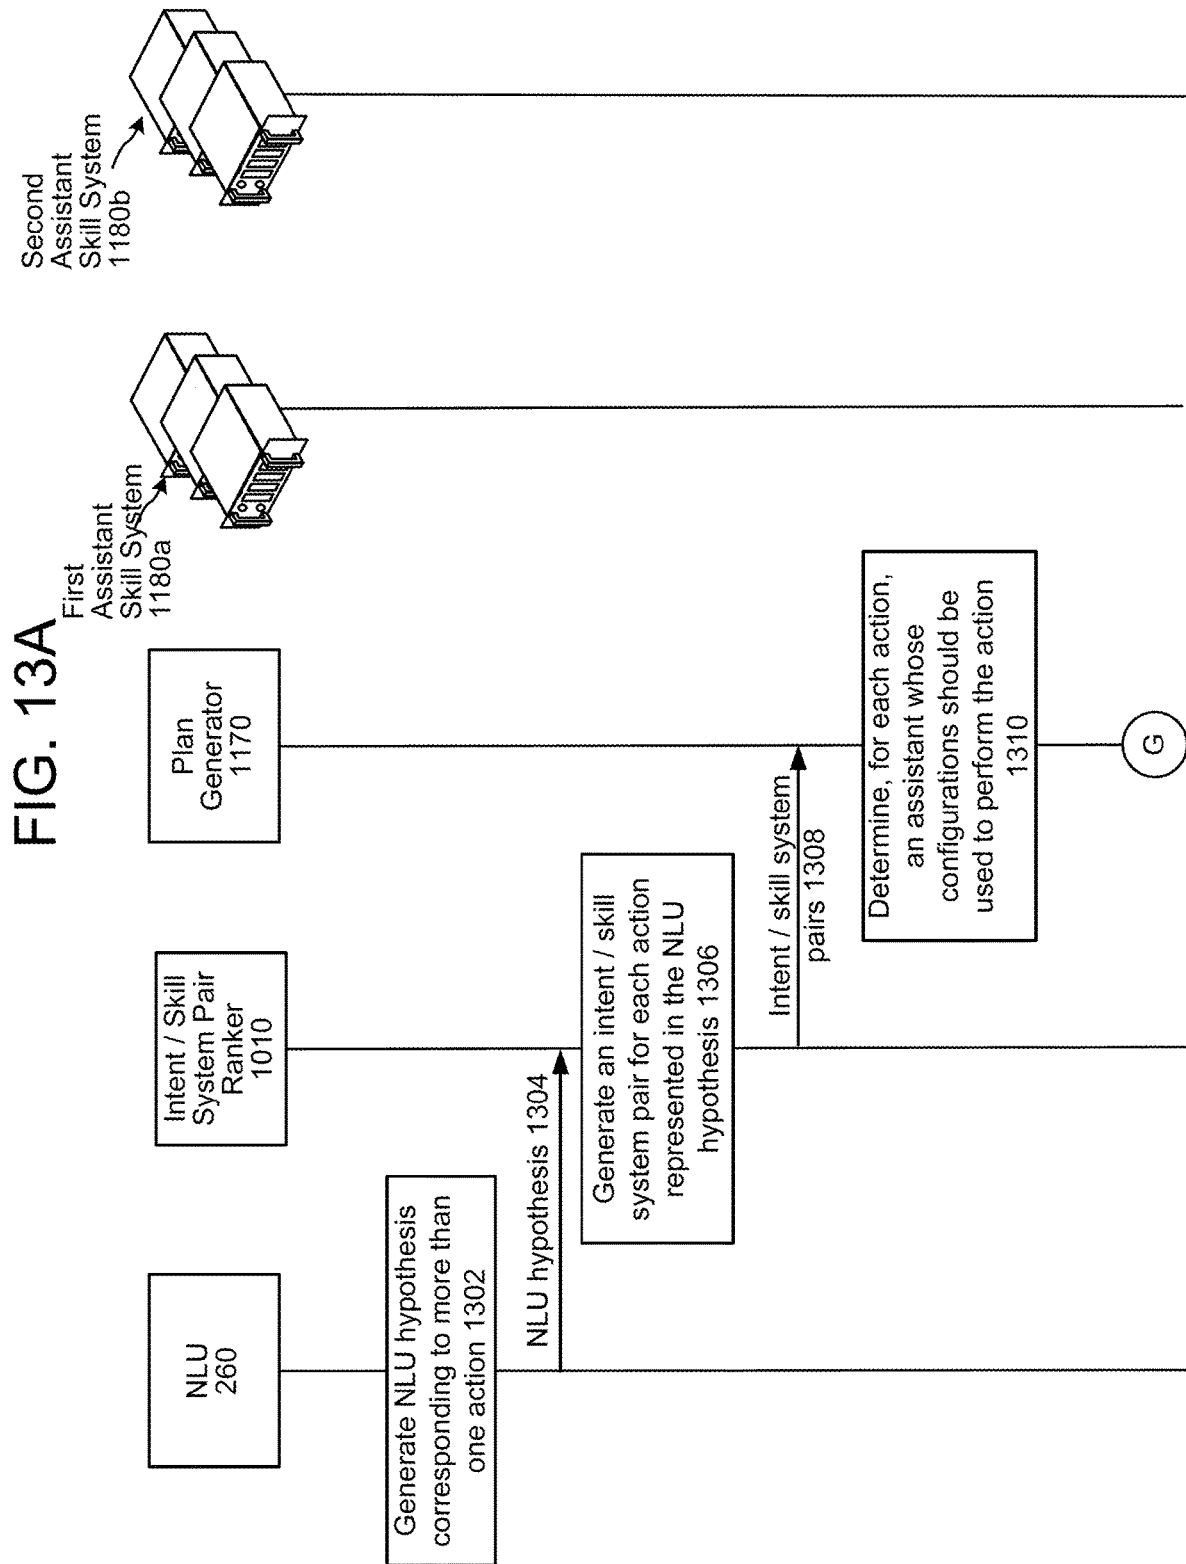 FIG. 13A
NLU
260
Intent / Skill
System Pair
Ranker
1010
Plan
Generator
1170
First
Assistant
Skill System
1180a
Second
Assistant
Skill System
1180b
Generate NLU hypothesis
corresponding to more than
one action 1302
NLU hypothesis 1304
Generate an intent / skill
system pair for each action
represented in the NLU
hypothesis 1306
Intent / skill system
pairs 1308
Determine, for each action,
an assistant whose
configurations should be
used to perform the action
1310
G